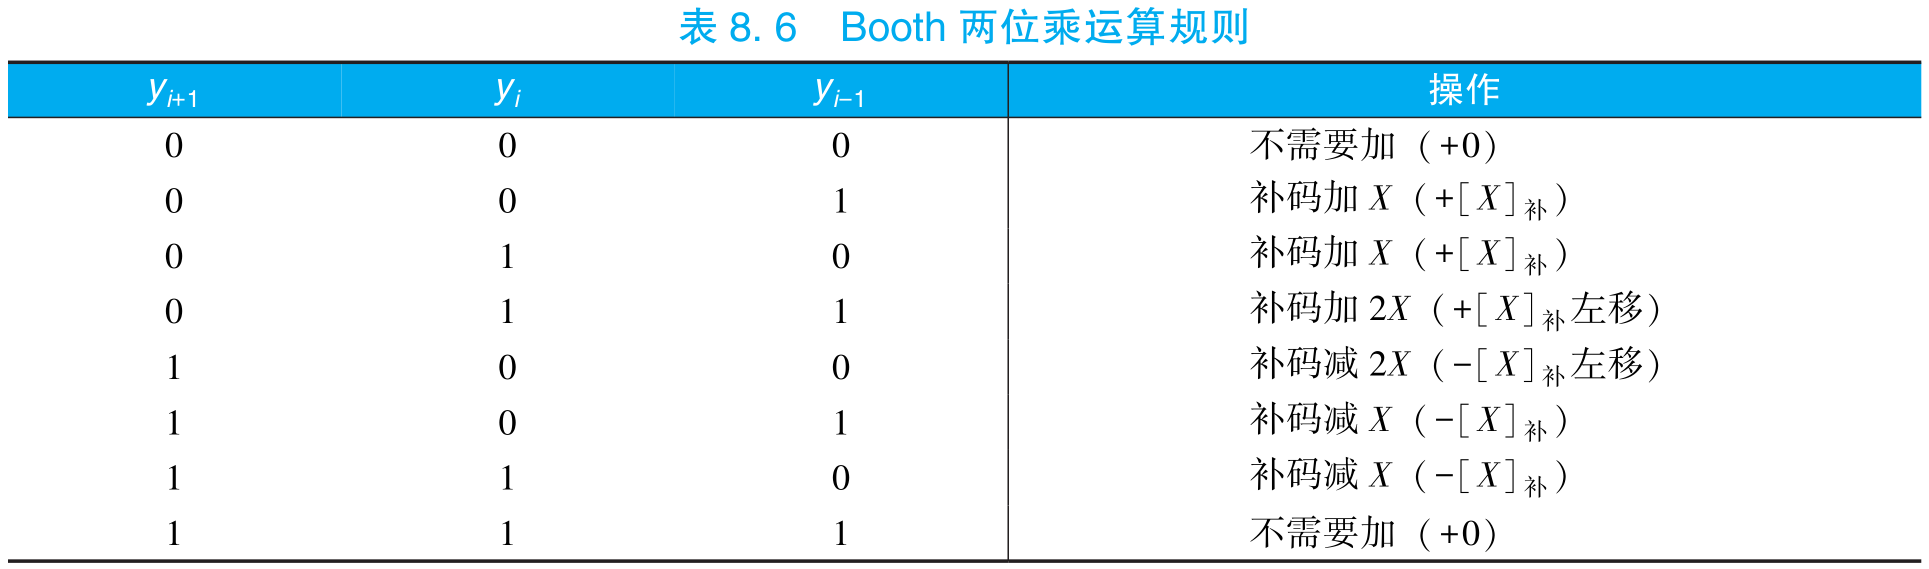 表 8. 6 Booth 两位乘运算规则
yi+1 yi yi−1 操作
0 0 0 不需要加 (+0)
0 0 1 补码加 X (+[X]补)
0 1 0 补码加 X (+[X]补)
0 1 1 补码加 2X (+[X]补左移)
1 0 0 补码减 2X (−[X]补左移)
1 0 1 补码减 X (−[X]补)
1 1 0 补码减 X (−[X]补)
1 1 1 不需要加 (+0)